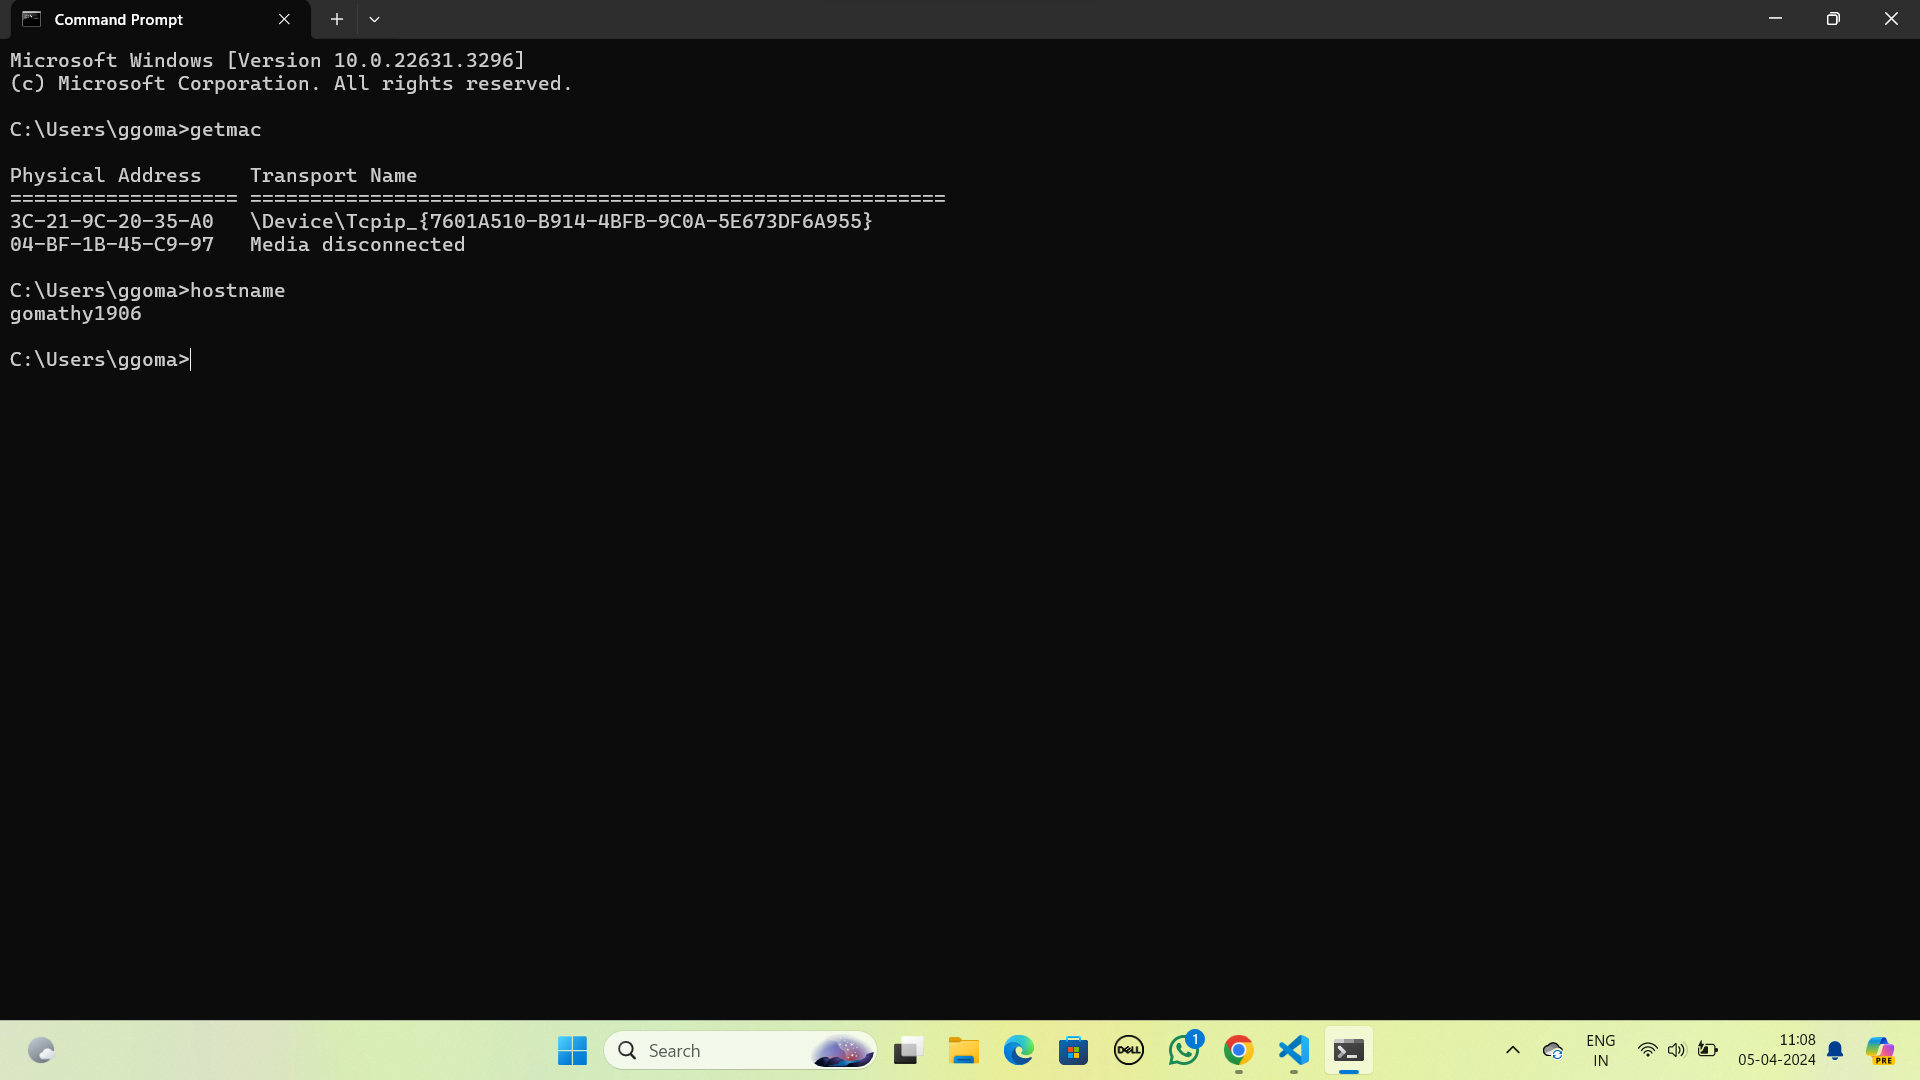 Command Prompt
Microsoft Windows [Version 10.0.22631.3296]
(c) Microsoft Corporation. All rights reserved.
C:\Users\ggoma>getmac
Physical Address    Transport Name
=================== ==========================================================
3C-21-9C-20-35-A0   \Device\Tcpip_{7601A510-B914-4BFB-9C0A-5E673DF6A955}
04-BF-1B-45-C9-97   Media disconnected
C:\Users\ggoma>hostname
gomathy1906
C:\Users\ggoma>
Search
DELL
1
ENG
IN
11:08
05-04-2024
PRE